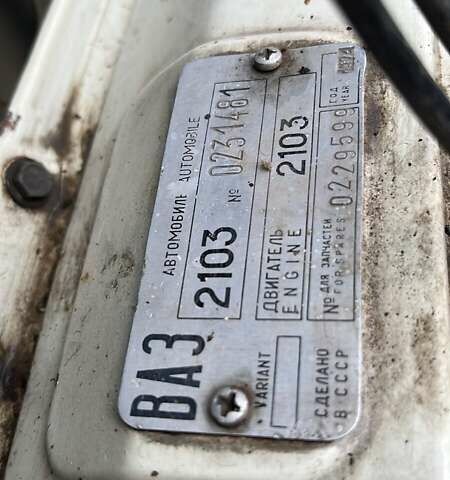 ВАЗ
АВТОМОБИЛЬ AUTOMOBILE
2103 № 0231481
ДВИГАТЕЛЬ
ENGINE
2103
№ ДЛЯ ЗАПЧАСТЕЙ
FOR SPARES
0229599
ГОД
YEAR
1974
VARIANT
СДЕЛАНО
В СССР